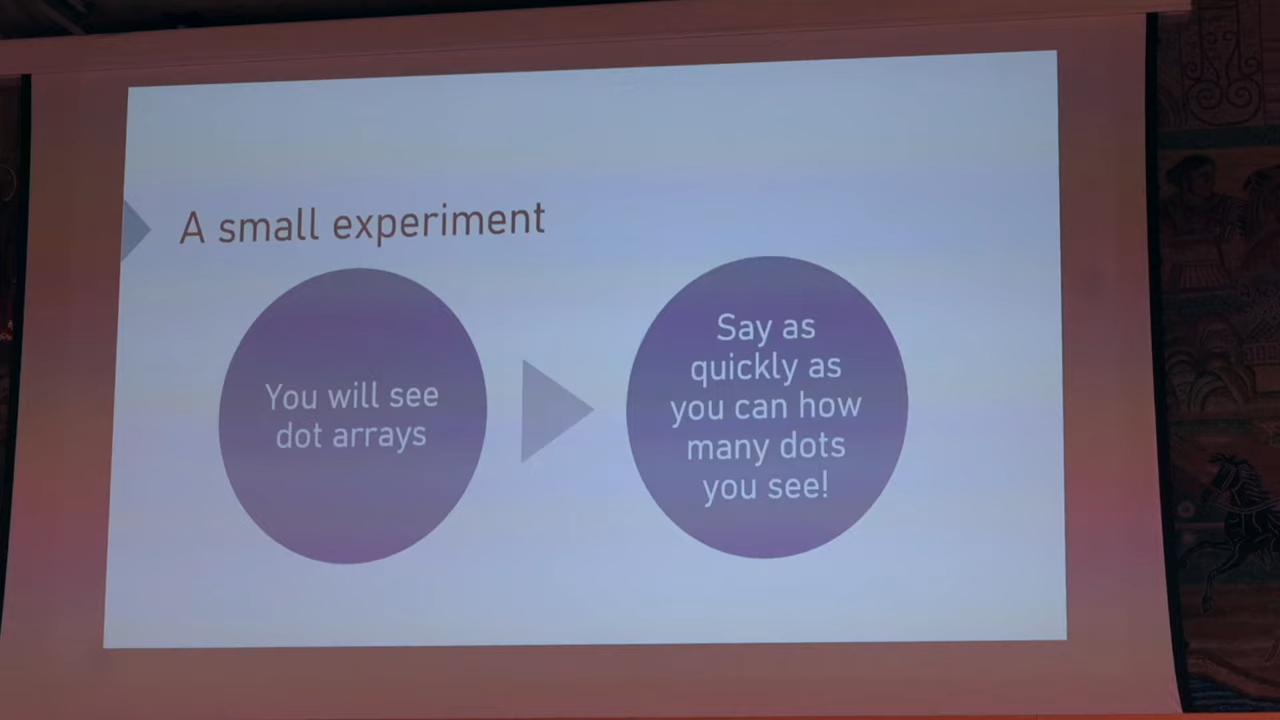 A small experiment
You will see
dot arrays
Say as
quickly as
you can how
many dots
you see!